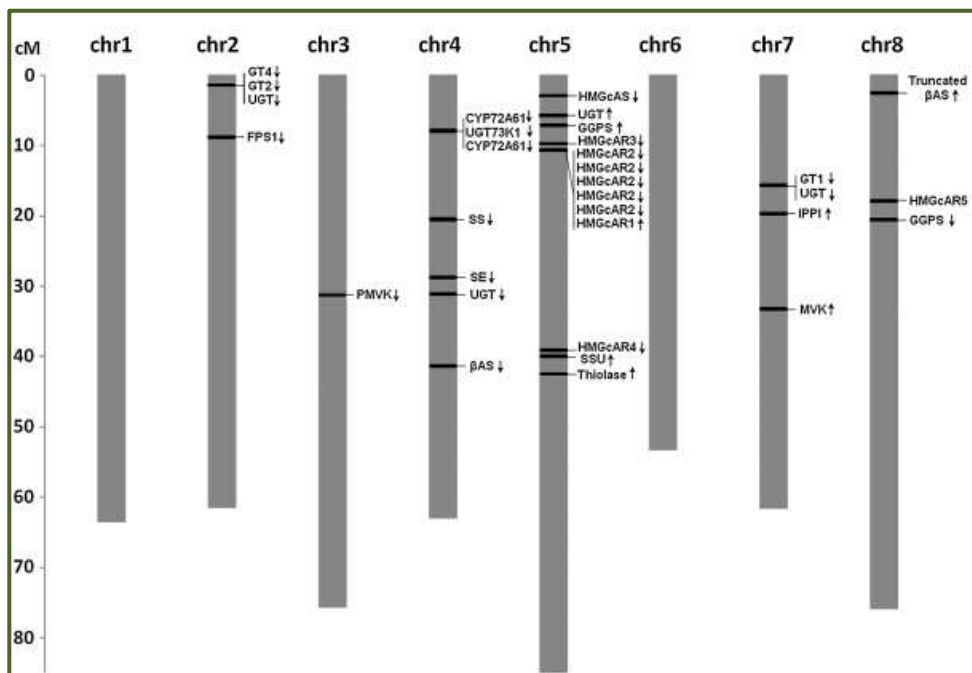 cM
chr1
chr2
chr3
chr4
chr5
chr6
chr7
chr8
0
10
20
30
40
50
60
70
80
GT4↓
GT2↓
UGT↓
FPS1↓
PMVK↓
CYP72A61↓
UGT73K1↓
CYP72A61↓
SS↓
SE↓
UGT↓
βAS↓
HMGcAS↓
UGT↑
GGPS↑
HMGcAR3↓
HMGcAR2↓
HMGcAR2↓
HMGcAR2↓
HMGcAR2↓
HMGcAR2↓
HMGcAR1↑
HMGcAR4↓
SSU↑
Thiolase↑
GT1↓
UGT↓
IPPI↑
MVK↑
Truncated
βAS↑
HMGcAR5
GGPS↓